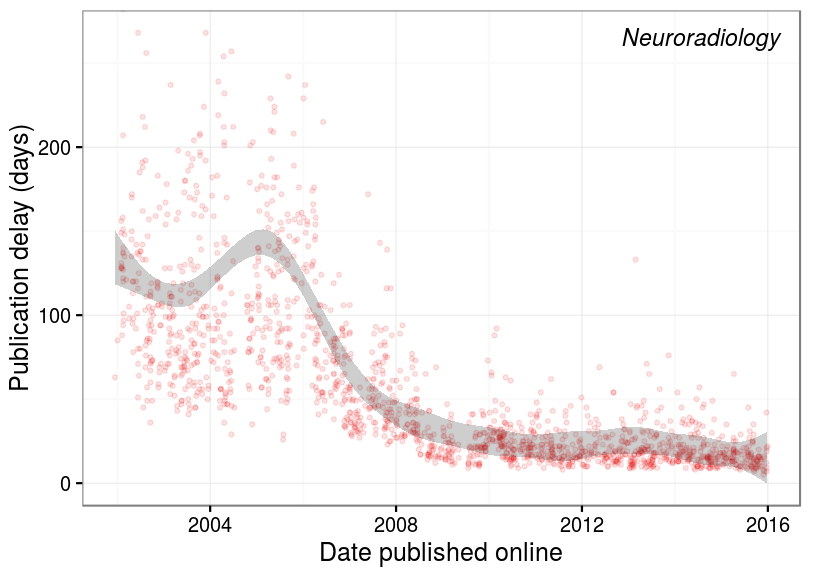 Neuroradiology
Publication delay (days)
200
100
0
2004 2008 2012 2016
Date published online